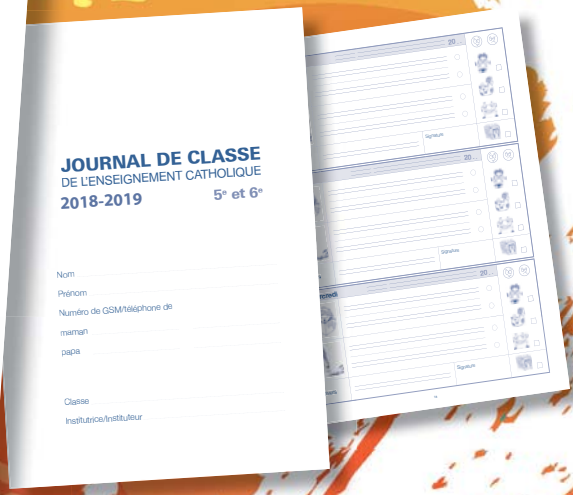 JOURNAL DE CLASSE
DE L'ENSEIGNEMENT CATHOLIQUE
2018-2019 5e et 6e
Nom
Prénom
Numéro de GSM/téléphone de
maman
papa
Classe
Institutrice/Instituteur
20
Signature
20
Signature
credi
20
Signature